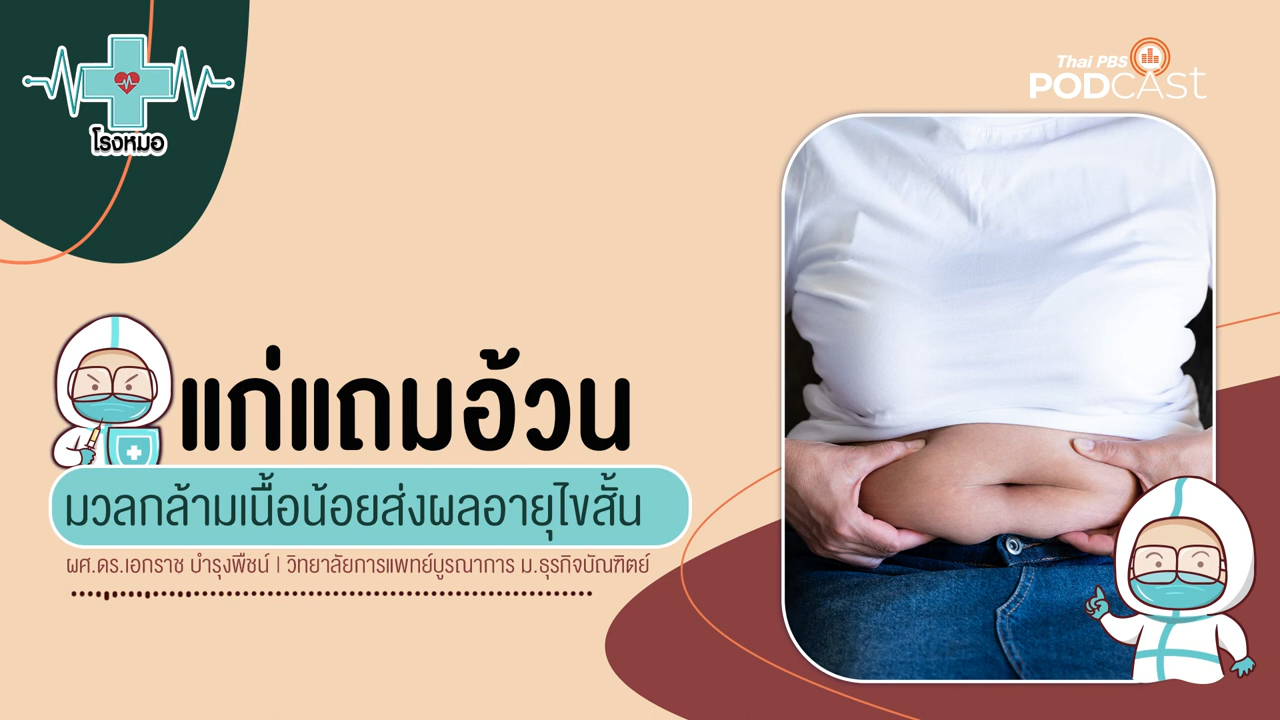 โรงหมอ
Thai PBS
PODCAST
แก่แถมอ้วน
มวลกล้ามเนื้อน้อยส่งผลอายุไขสั้น
ผศ.ดร.เอกราช บำรุงพืชน์ | วิทยาลัยการแพทย์บูรณาการ ม.ธุรกิจบัณฑิตย์